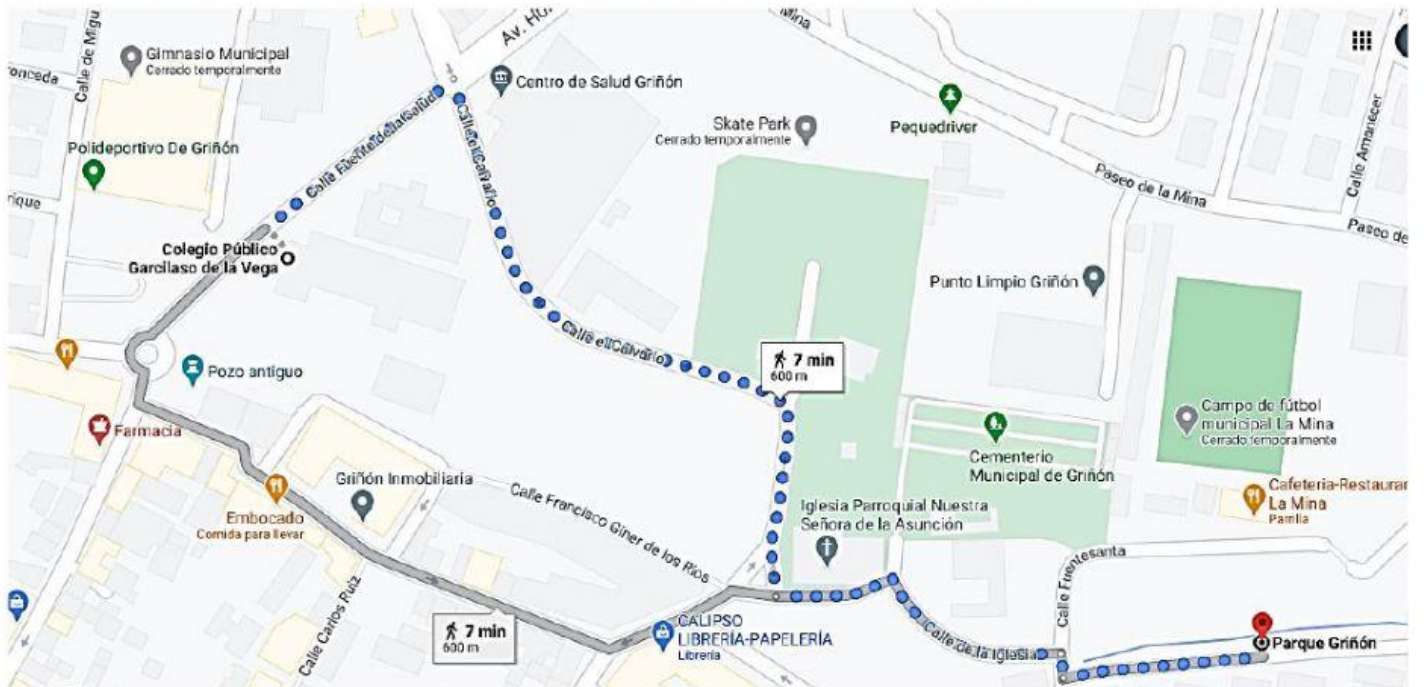 Calle de Migu
Gimnasio Municipal
Cerrado temporalmente
onceda
Polideportivo De Griñón
rique
Colegio Público
Garcilaso de la Vega
Calle Fuente de la Salud
Av. HU
Centro de Salud Griñón
Calle el Calvario
Skate Park
Cerrado temporalmente
Mina
Pequedriver
Paseo de la Mina
Calle Amanecer
Paseo de
Punto Limpio Griñón
Calle el Calvario
7 min
600 m
Pozo antiguo
Farmacia
Griñón Inmobiliaria
Embocado
Comida para llevar
Calle Francisco Giner de los Ríos
Calle Carlos Ruiz
Cementerio
Municipal de Griñón
Campo de fútbol
municipal La Mina
Cerrado temporalmente
Cafetería-Restauran
La Mina
Parrilla
Iglesia Parroquial Nuestra
Señora de la Asunción
Calle Fuentesanta
7 min
600 m
CALIPSO
LIBRERÍA-PAPELERÍA
Librería
Calle de la Iglesia
Parque Griñón